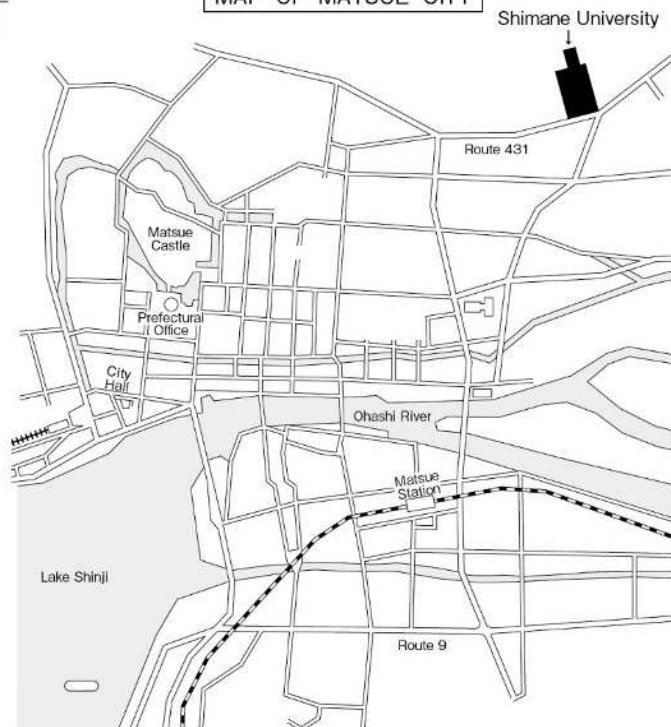 MAP OF MATSUE CITY
Shimane University
Route 431
Matsue
Castle
Prefectural
Office
City
Hall
Ohashi River
Matsue
Station
Lake Shinji
Route 9